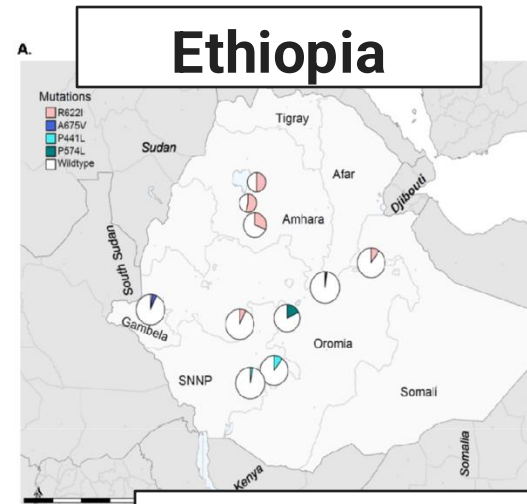 Ethiopia
A.
Mutations
R622I
A675V
P441L
P574L
Wildtype
Sudan
Tigray
Afar
Djibouti
Amhara
South Sudan
Gambela
Oromia
SNNP
Somali
Kenya
Somalia